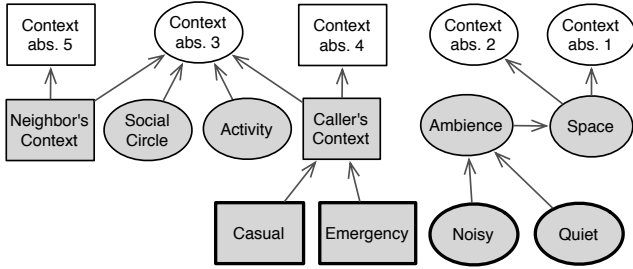 Context
abs. 5
Context
abs. 3
Context
abs. 4
Context
abs. 2
Context
abs. 1
Neighbor's
Context
Social
Circle
Activity
Caller's
Context
Ambience
Space
Casual
Emergency
Noisy
Quiet